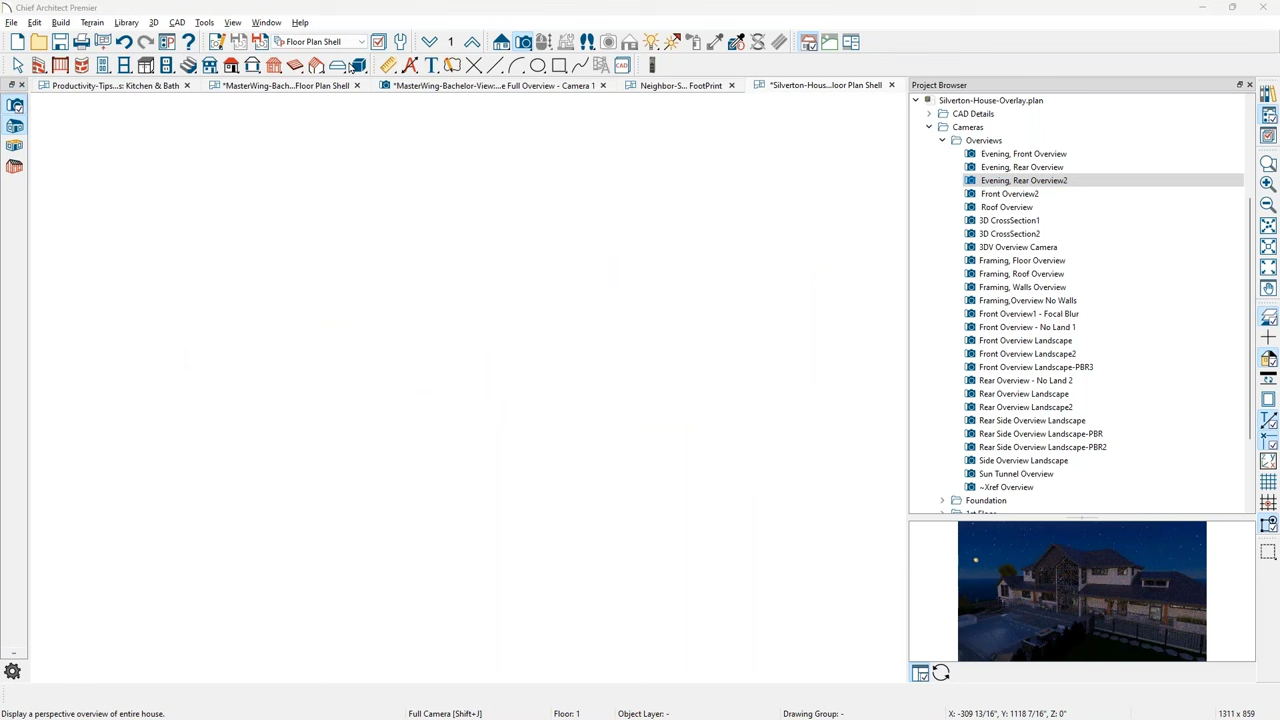 Chief Architect Premier
File Edit Build Terrain Library 3D CAD Tools View Window Help
Floor Plan Shell 1
CAD
Productivity-Tips...s: Kitchen & Bath *MasterWing-Bach...Floor Plan Shell *MasterWing-Bachelor-View:...e Full Overview - Camera 1 Neighbor-S... FootPrint *Silverton-Hous...loor Plan Shell
Project Browser
Silverton-House-Overlay.plan
CAD Details
Cameras
Overviews
Evening, Front Overview
Evening, Rear Overview
Evening, Rear Overview2
Front Overview2
Roof Overview
3D CrossSection1
3D CrossSection2
3DV Overview Camera
Framing, Floor Overview
Framing, Roof Overview
Framing, Walls Overview
Framing,Overview No Walls
Front Overview1 - Focal Blur
Front Overview - No Land 1
Front Overview Landscape
Front Overview Landscape2
Front Overview Landscape-PBR3
Rear Overview - No Land 2
Rear Overview Landscape
Rear Overview Landscape2
Rear Side Overview Landscape
Rear Side Overview Landscape-PBR
Rear Side Overview Landscape-PBR2
Side Overview Landscape
Sun Tunnel Overview
~Xref Overview
Foundation
1st Floor
Display a perspective overview of entire house. Full Camera [Shift+J] Floor: 1 Object Layer: - Drawing Group: - X: -309 13/16", Y: 1118 7/16", Z: 0" 1311 x 859